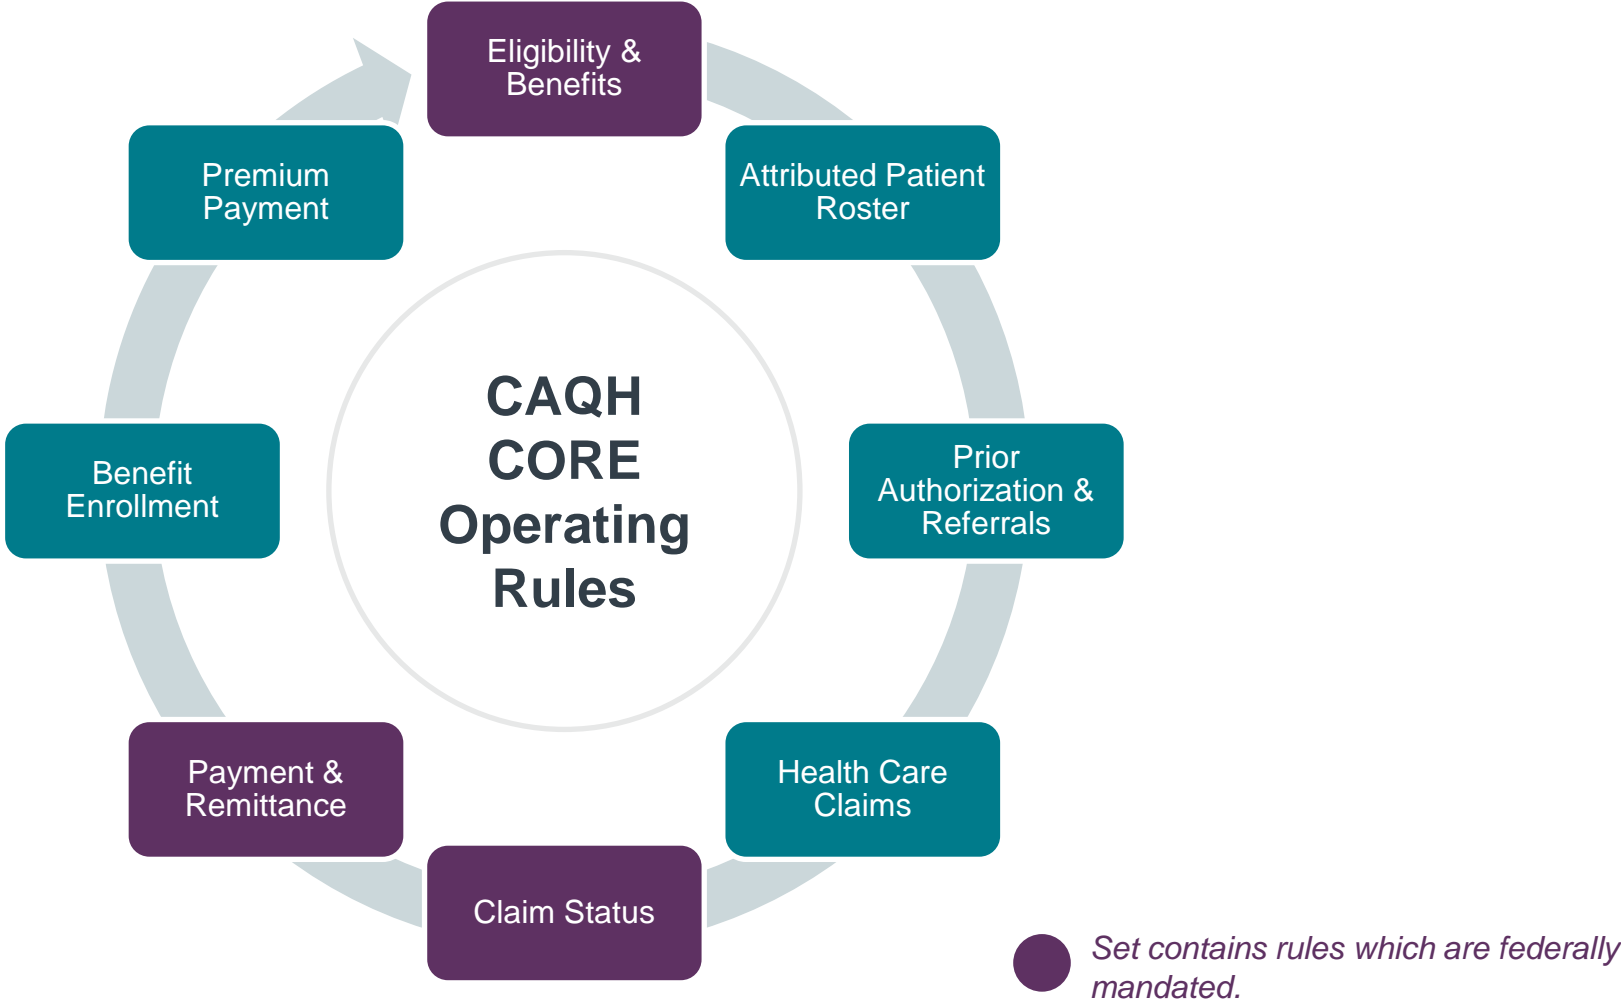 Eligibility &
Benefits
Attributed Patient
Roster
Prior
Authorization &
Referrals
Health Care
Claims
Claim Status
Payment &
Remittance
Benefit
Enrollment
Premium
Payment
CAQH
CORE
Operating
Rules
Set contains rules which are federally
mandated.